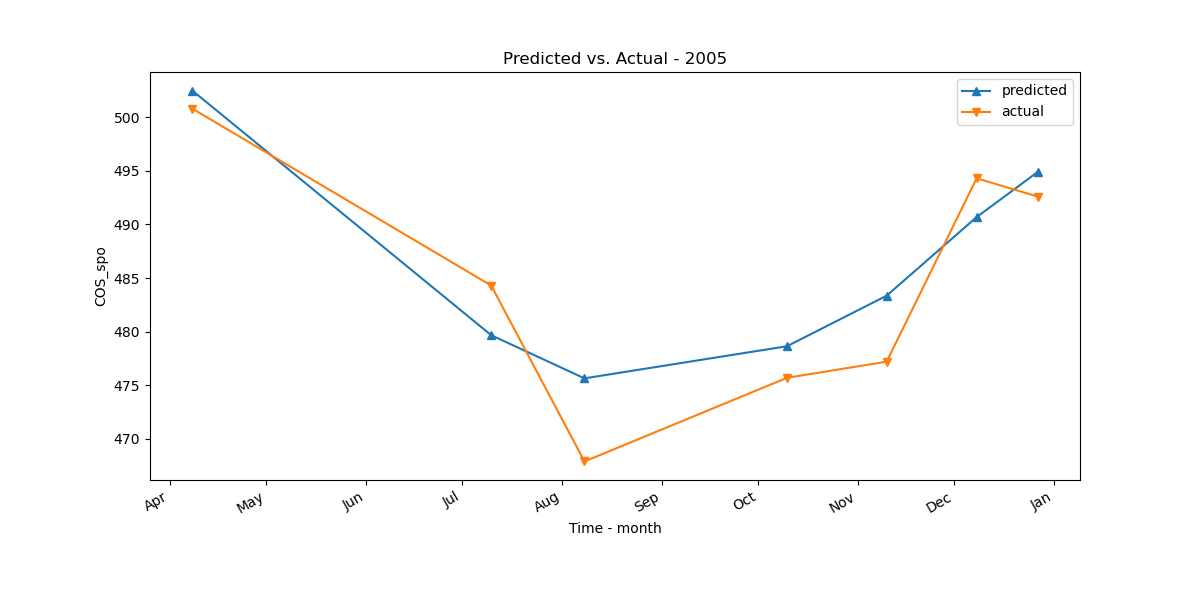 Predicted vs. Actual - 2005
predicted
actual
COS_spo
500
495
490
485
480
475
470
Apr
May
Jun
Jul
Aug
Sep
Oct
Nov
Dec
Jan
Time - month